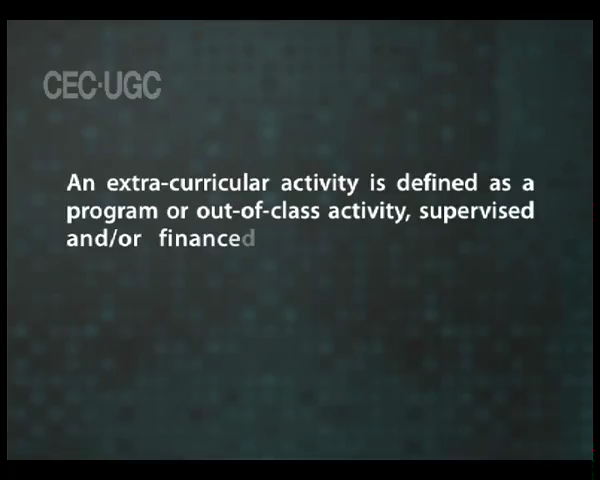 CEC-UGC
An extra-curricular activity is defined as a
program or out-of-class activity, supervised
and/or financed